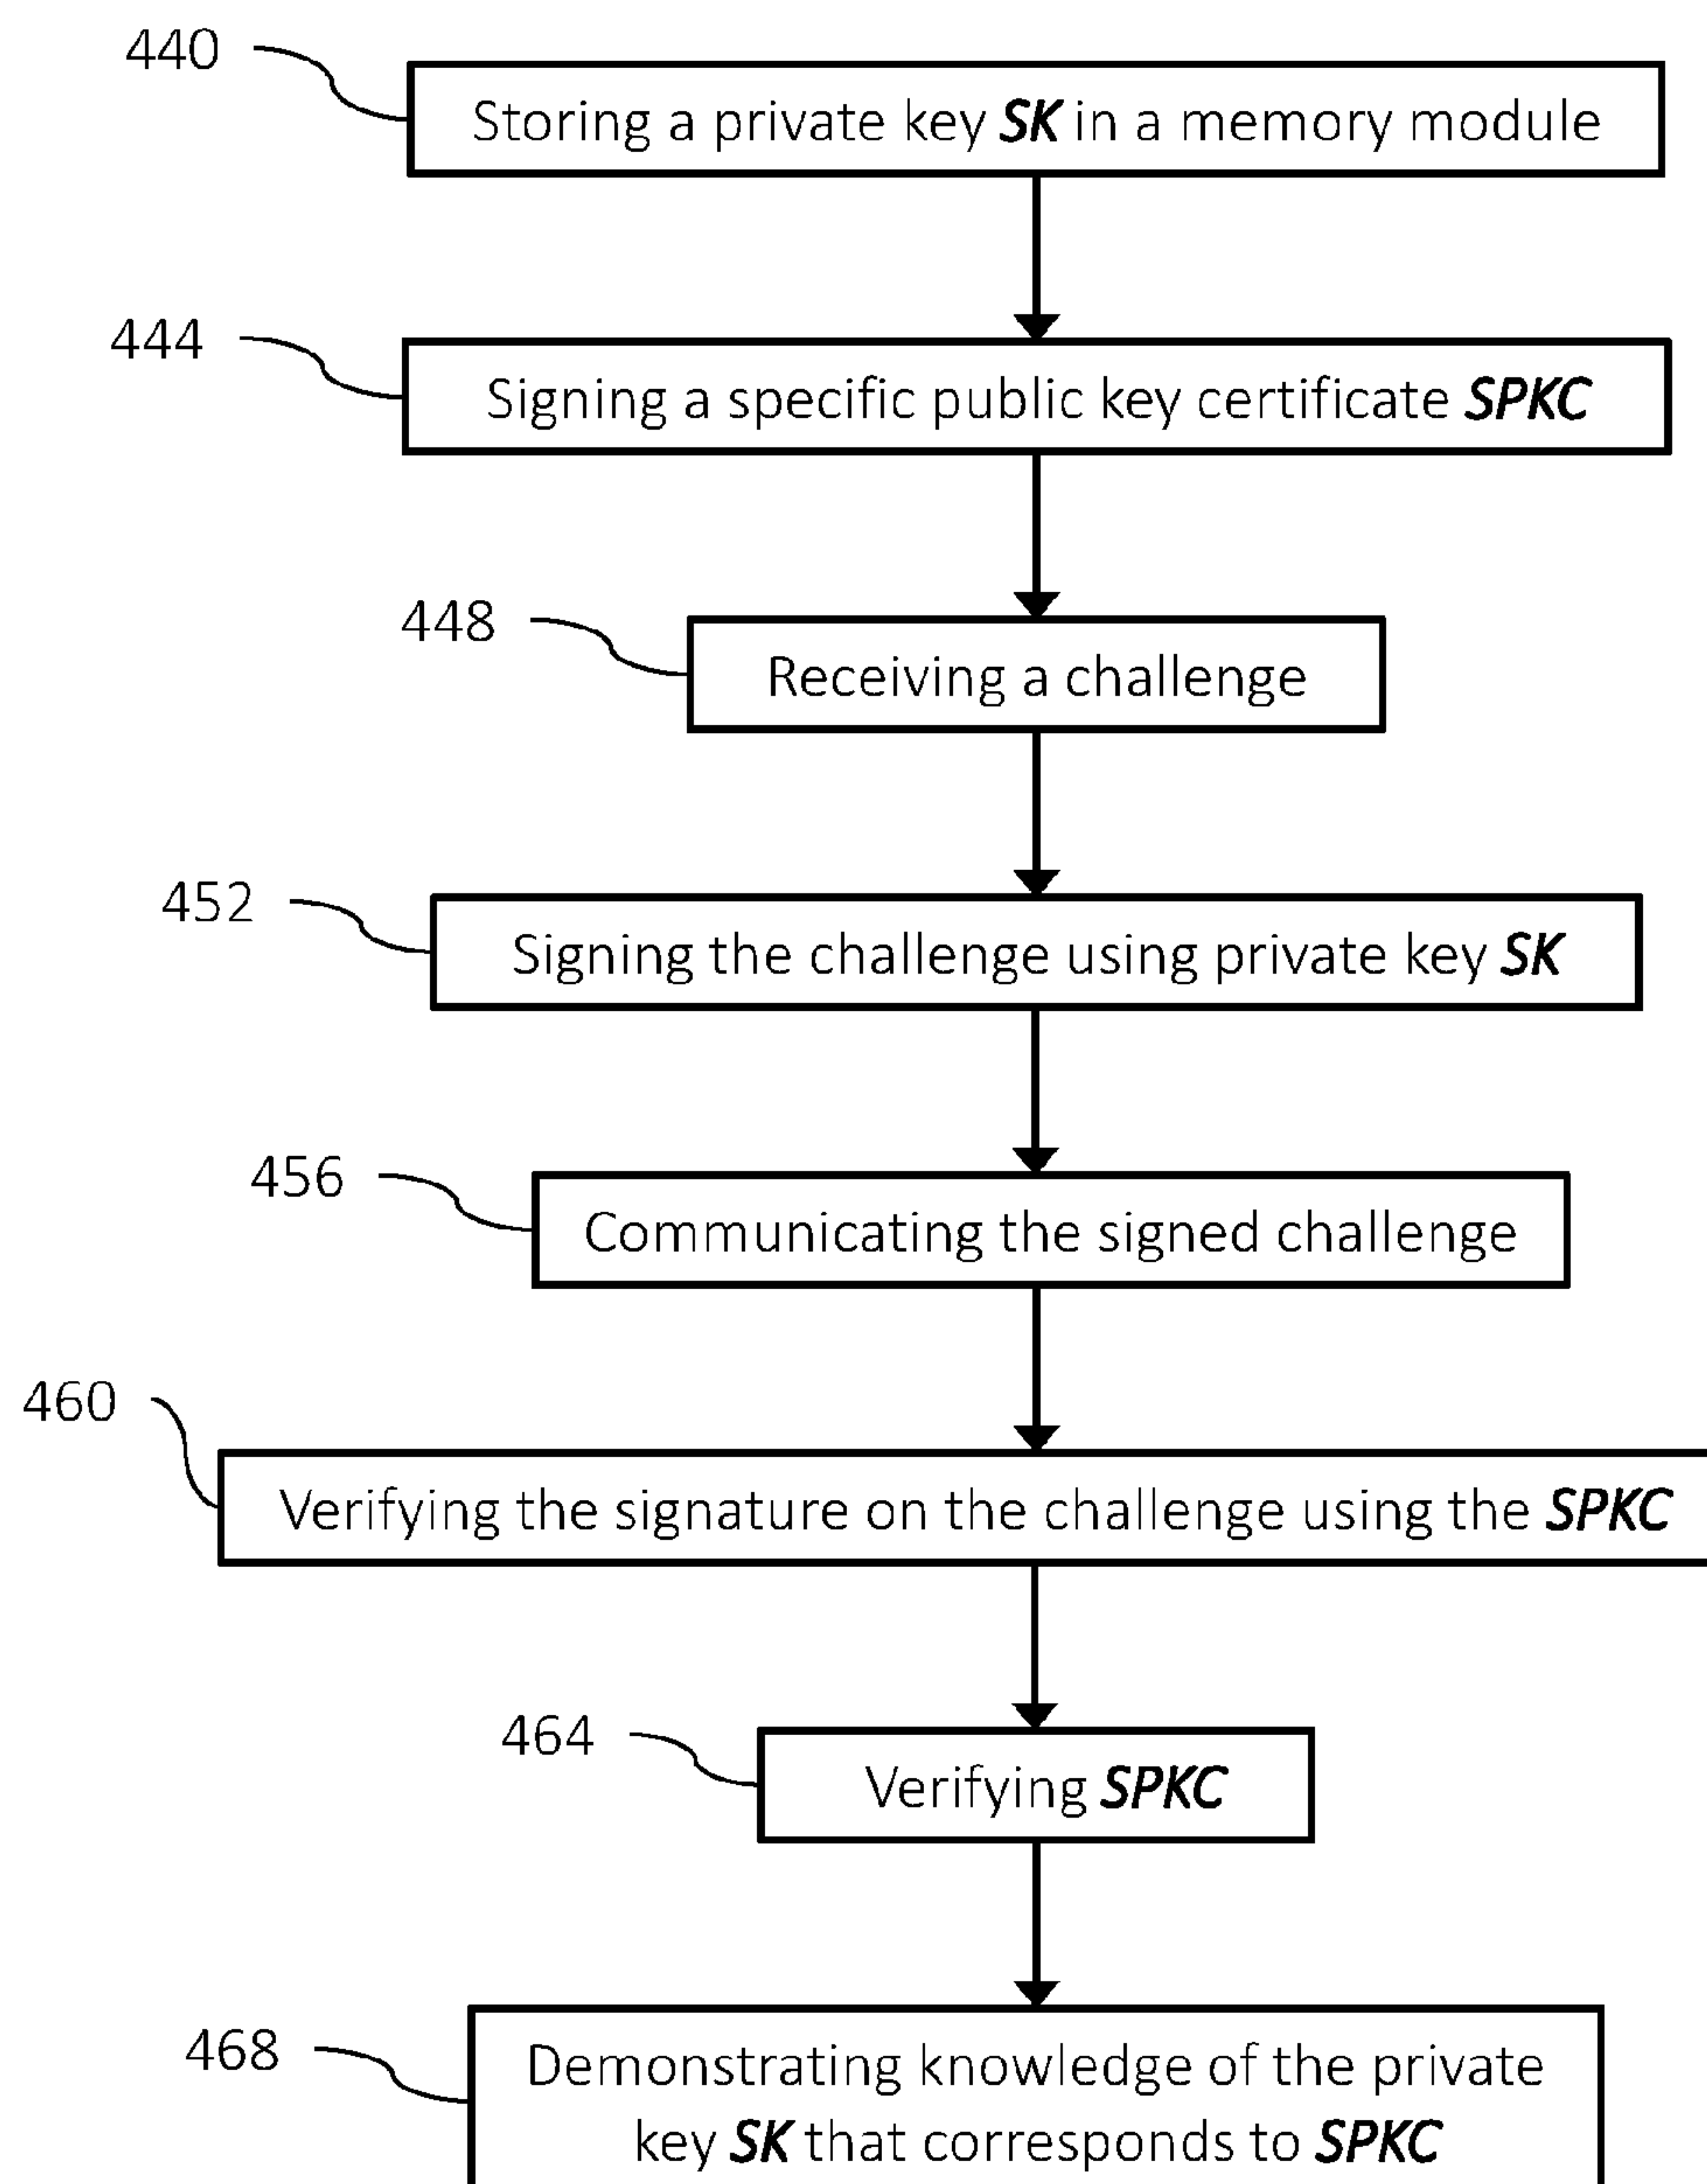 440
Storing a private key SK in a memory module
444
Signing a specific public key certificate SPKC
448
Receiving a challenge
452
Signing the challenge using private key SK
456
Communicating the signed challenge
460
Verifying the signature on the challenge using the SPKC
464
Verifying SPKC
468
Demonstrating knowledge of the private
key SK that corresponds to SPKC